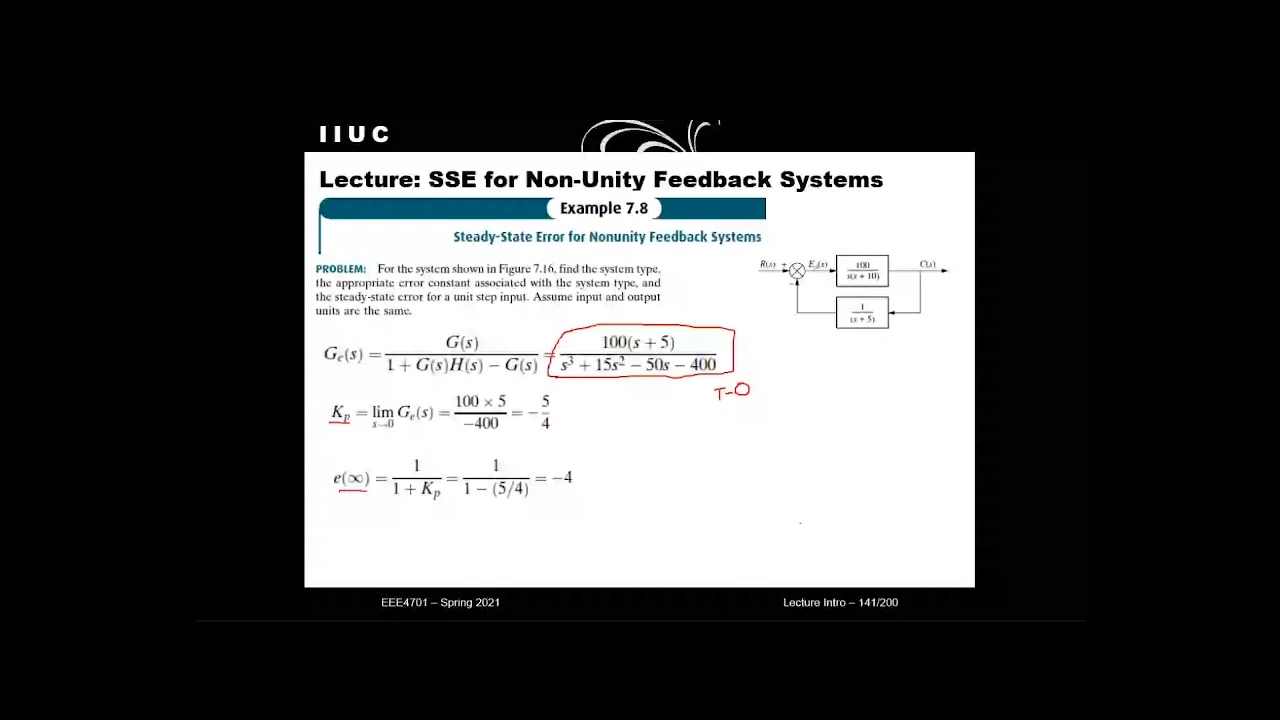 IIUC
Lecture: SSE for Non-Unity Feedback Systems
Example 7.8
Steady-State Error for Nonunity Feedback Systems
PROBLEM: For the system shown in Figure 7.16, find the system type,
the appropriate error constant associated with the system type, and
the steady-state error for a unit step input. Assume input and output
units are the same.
R(s) + E_a(s) 100/s(s + 10) C(s)
−
1/(s + 5)
G_e(s) = G(s)/(1 + G(s)H(s) − G(s)) = 100(s + 5)/(s³ + 15s² − 50s − 400)
T-0
K_p = lim_{s→0} G_e(s) = (100 × 5)/(−400) = −5/4
e(∞) = 1/(1 + K_p) = 1/(1 − (5/4)) = −4
EEE4701 – Spring 2021
Lecture Intro – 141/200